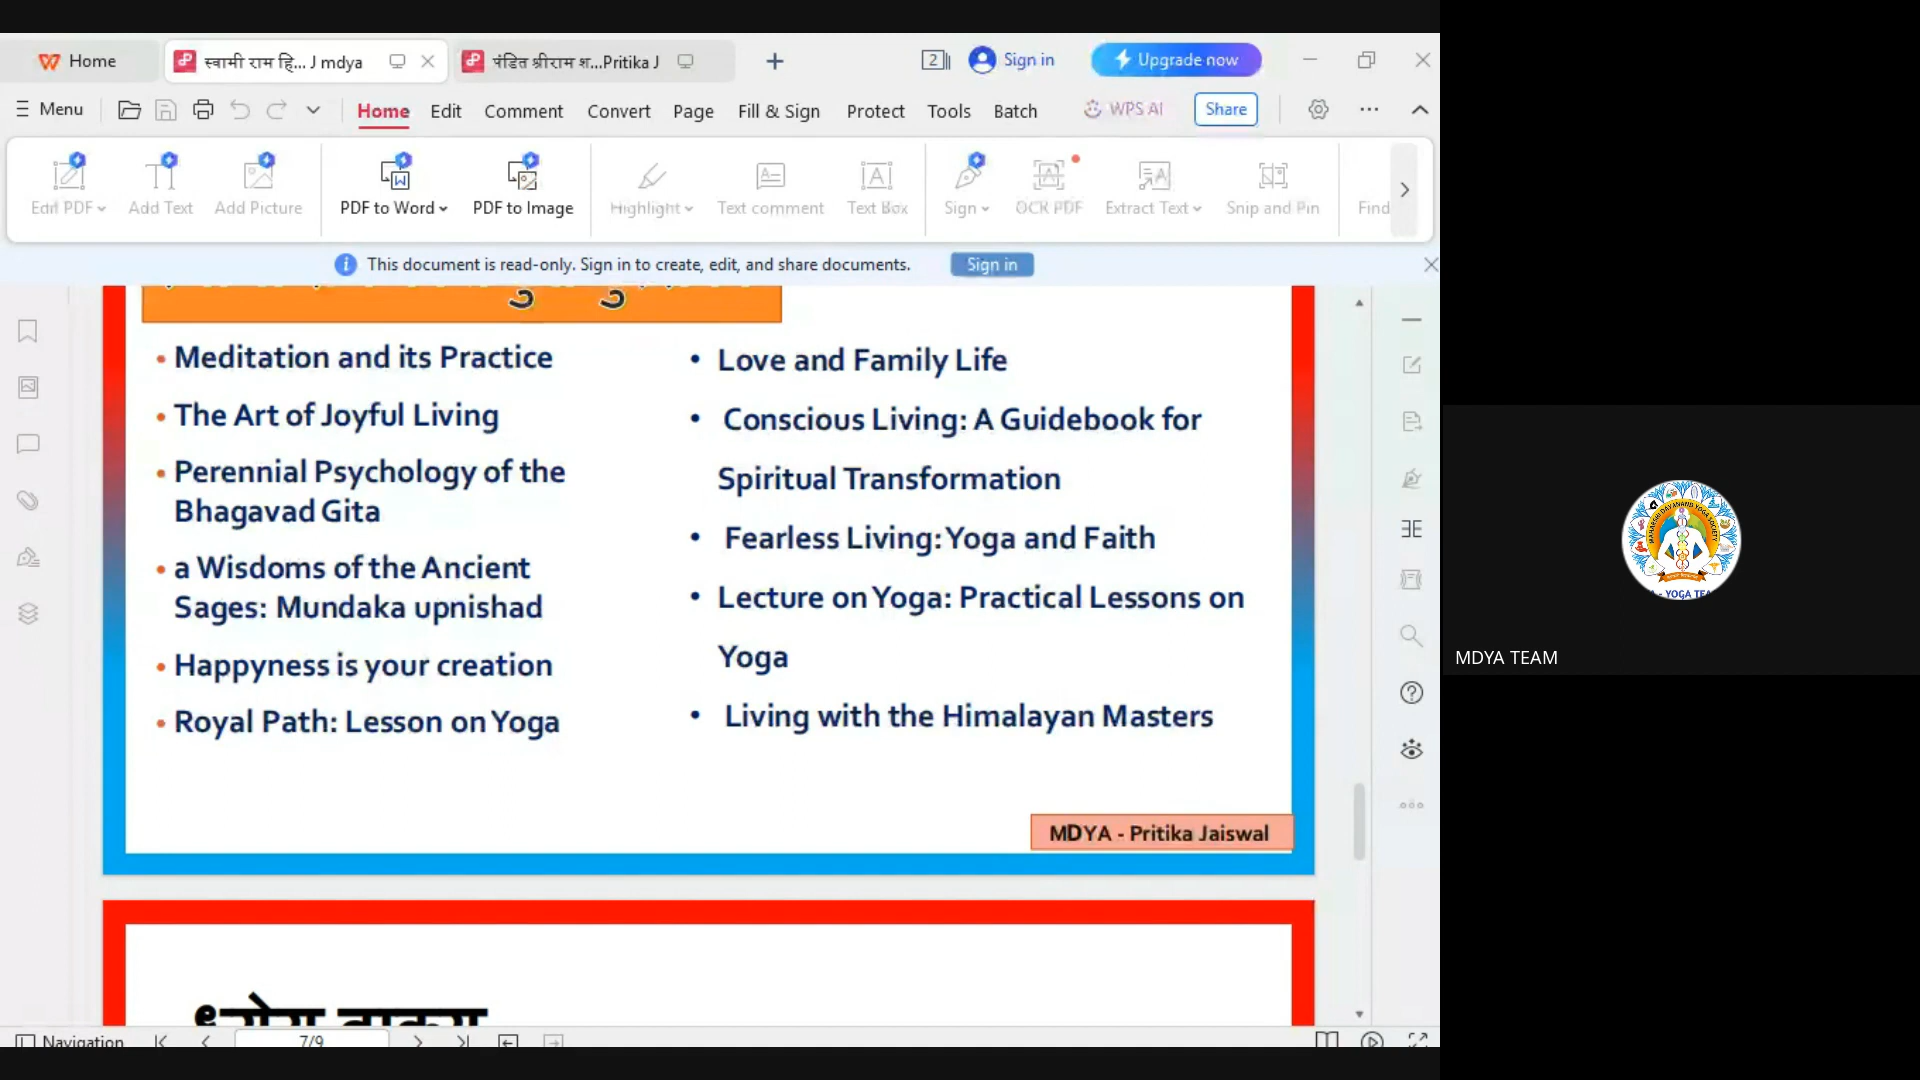 Home
स्वामी राम हि... J mdya
पंडित श्रीराम श...Pritika J
Sign in
Upgrade now
Menu
Home
Edit
Comment
Convert
Page
Fill & Sign
Protect
Tools
Batch
WPS AI
Share
Edit PDF
Add Text
Add Picture
PDF to Word
PDF to Image
Highlight
Text comment
Text Box
Sign
OCR PDF
Extract Text
Snip and Pin
Find
This document is read-only. Sign in to create, edit, and share documents.
Sign in
• Meditation and its Practice
• The Art of Joyful Living
• Perennial Psychology of the
Bhagavad Gita
• a Wisdoms of the Ancient
Sages: Mundaka upnishad
• Happyness is your creation
• Royal Path: Lesson on Yoga
• Love and Family Life
• Conscious Living: A Guidebook for
Spiritual Transformation
• Fearless Living: Yoga and Faith
• Lecture on Yoga: Practical Lessons on
Yoga
• Living with the Himalayan Masters
MDYA - Pritika Jaiswal
Navigation
7/9
MDYA TEAM